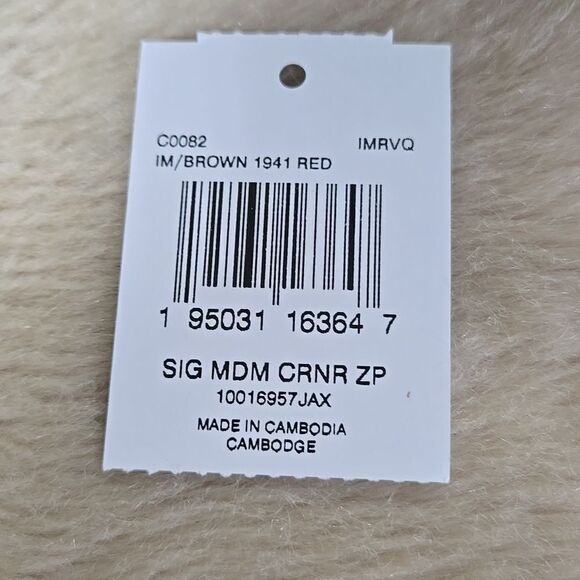 C0082 IMRVQ
IM/BROWN 1941 RED
1 95031 16364 7
SIG MDM CRNR ZP
10016957JAX
MADE IN CAMBODIA
CAMBODGE